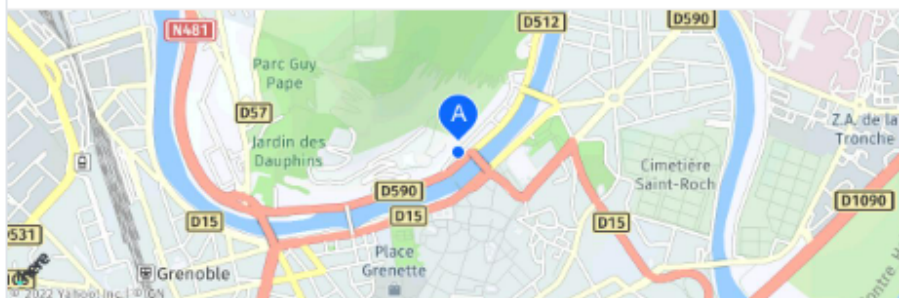 N481
D512
D590
Parc Guy
Pape
D57
A
Jardin des
Dauphins
Z.A. de la
Tronche
Cimetière
Saint-Roch
D590
D1090
D15
D15
D15
531
Place
Grenette
Grenoble
here
© 2022 Yahoo! Inc. | © IGN